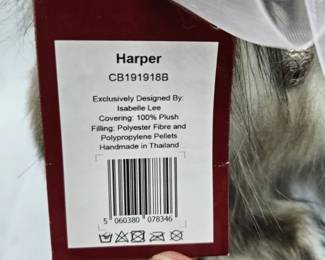 Harper
CB191918B
Exclusively Designed By:
Isabelle Lee
Covering: 100% Plush
Filling: Polyester Fibre and
Polypropylene Pellets
Handmade in Thailand
5 060380 078346